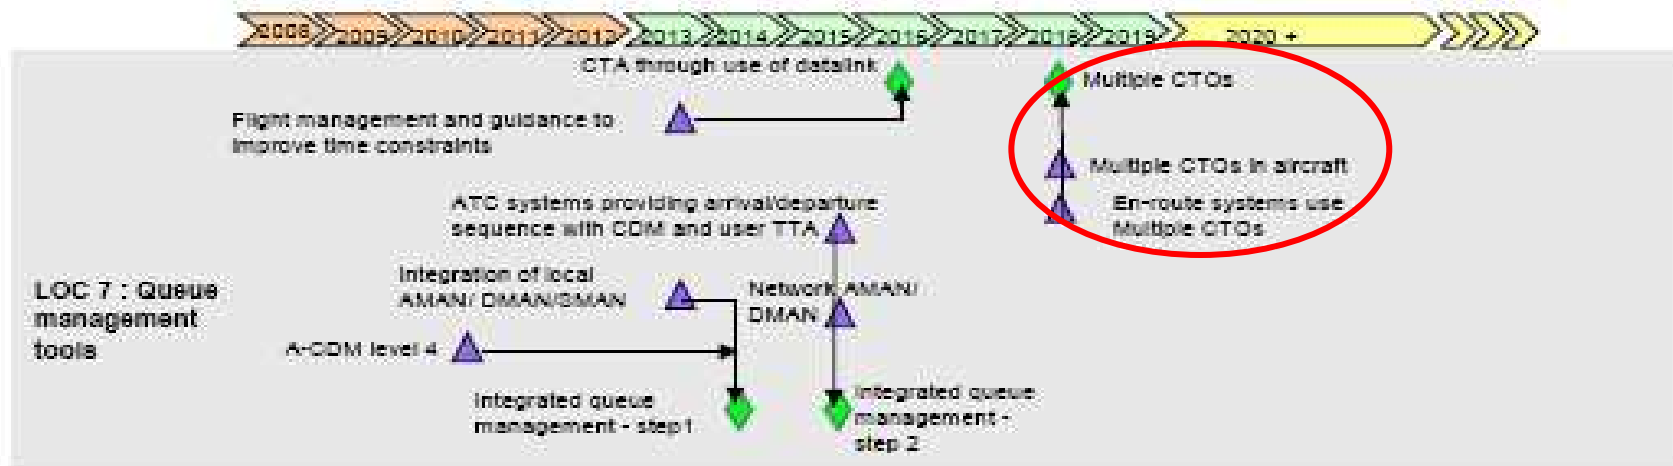 2008 2009 2010 2011 2012 2013 2014 2015 2016 2017 2018 2019 2020 +
CTA through use of datalink
Multiple CTOs
Flight management and guidance to
improve time constraints
Multiple CTOs in aircraft
ATC systems providing arrival/departure
sequence with CDM and user TTA
En-route systems use
Multiple CTOs
Integration of local
AMAN/ DMAN/SMAN
Network AMAN/
DMAN
LOC 7 : Queue
management
tools
A-CDM level 4
Integrated queue
management - step1
Integrated queue
management -
step 2